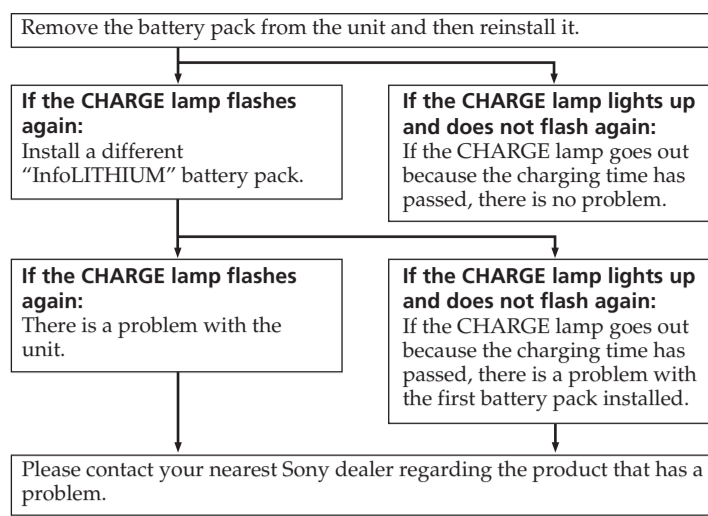 Remove the battery pack from the unit and then reinstall it.
If the CHARGE lamp flashes
again:
Install a different
“InfoLITHIUM” battery pack.
If the CHARGE lamp lights up
and does not flash again:
If the CHARGE lamp goes out
because the charging time has
passed, there is no problem.
If the CHARGE lamp flashes
again:
There is a problem with the
unit.
If the CHARGE lamp lights up
and does not flash again:
If the CHARGE lamp goes out
because the charging time has
passed, there is a problem with
the first battery pack installed.
Please contact your nearest Sony dealer regarding the product that has a
problem.